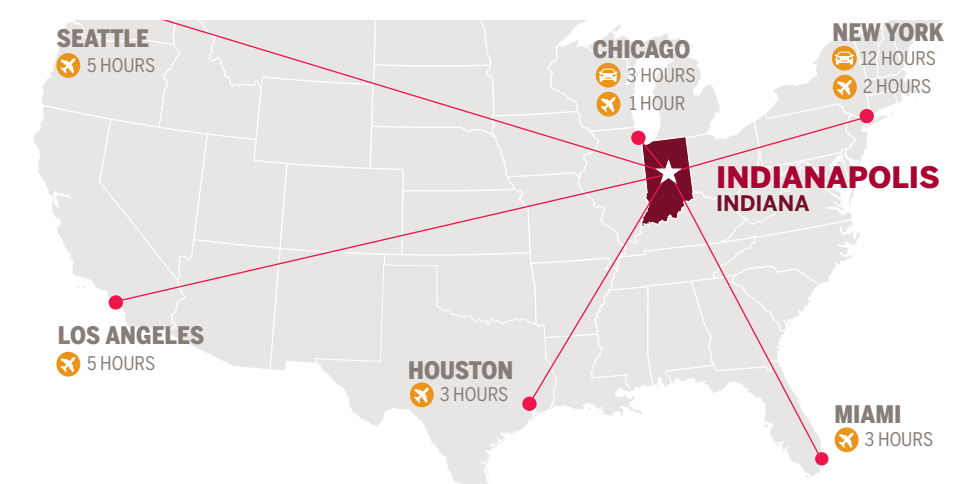 SEATTLE
5 HOURS
CHICAGO
3 HOURS
1 HOUR
NEW YORK
12 HOURS
2 HOURS
INDIANAPOLIS
INDIANA
LOS ANGELES
5 HOURS
HOUSTON
3 HOURS
MIAMI
3 HOURS